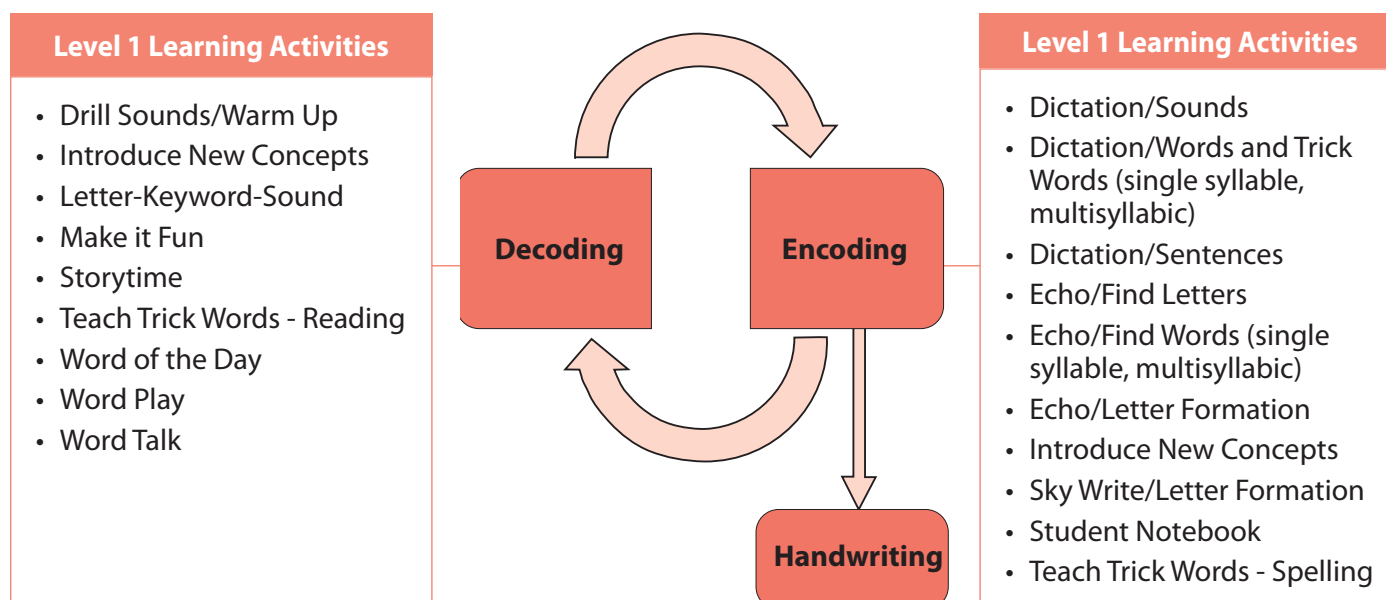 Level 1 Learning Activities
• Drill Sounds/Warm Up
• Introduce New Concepts
• Letter-Keyword-Sound
• Make it Fun
• Storytime
• Teach Trick Words - Reading
• Word of the Day
• Word Play
• Word Talk
Decoding
Encoding
Handwriting
Level 1 Learning Activities
• Dictation/Sounds
• Dictation/Words and Trick
Words (single syllable,
multisyllabic)
• Dictation/Sentences
• Echo/Find Letters
• Echo/Find Words (single
syllable, multisyllabic)
• Echo/Letter Formation
• Introduce New Concepts
• Sky Write/Letter Formation
• Student Notebook
• Teach Trick Words - Spelling